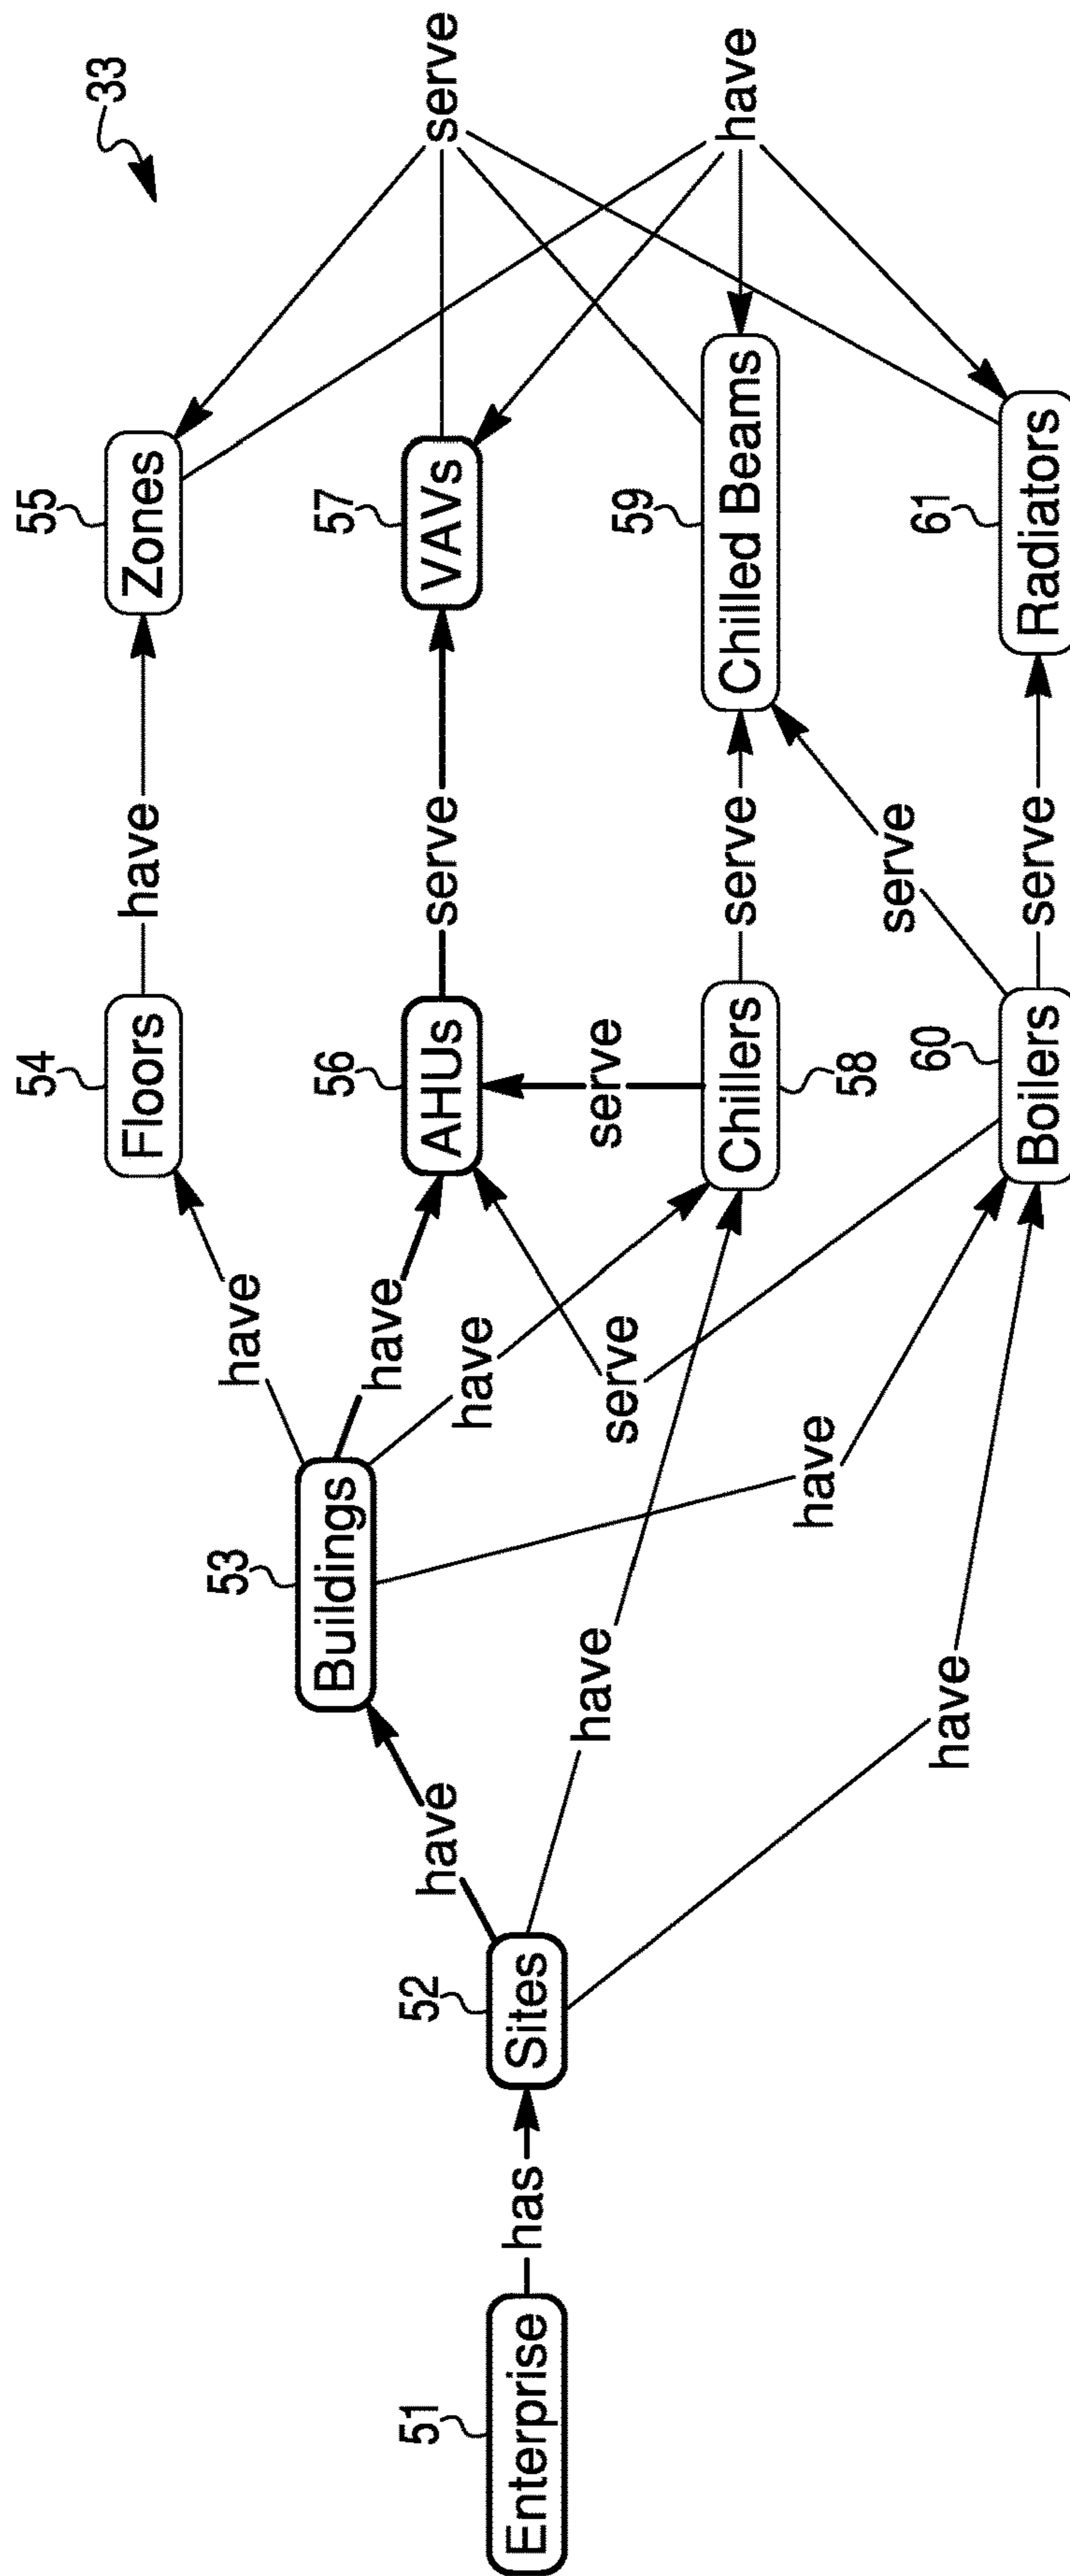 33
51
Enterprise
has
52
Sites
have
have
have
53
Buildings
have
have
have
have
54
Floors
have
55
Zones
56
AHUs
serve
57
VAVs
serve
serve
58
Chillers
serve
59
Chilled Beams
serve
60
Boilers
serve
61
Radiators
serve
have